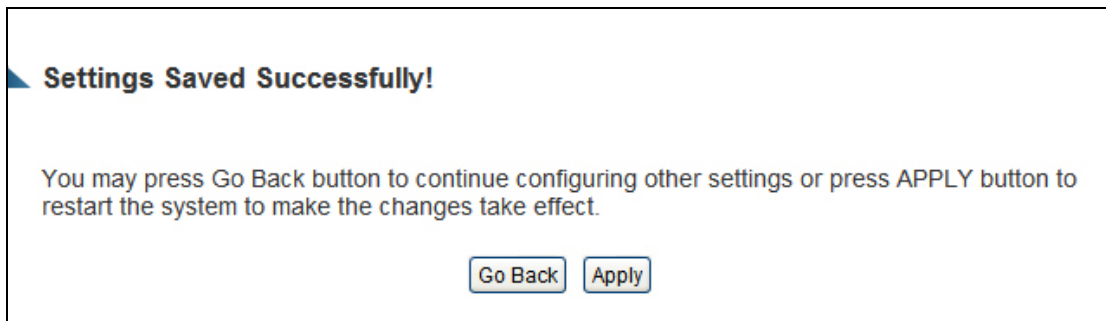 Settings Saved Successfully!
You may press Go Back button to continue configuring other settings or press APPLY button to
restart the system to make the changes take effect.
Go Back Apply